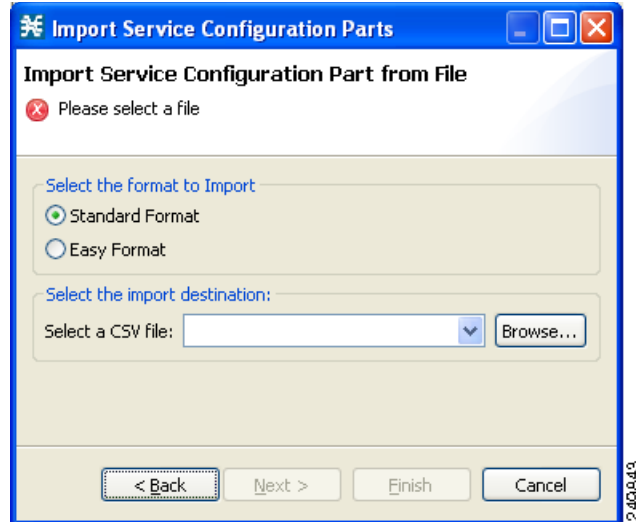 Import Service Configuration Parts
Import Service Configuration Part from File
Please select a file
Select the format to Import
Standard Format
Easy Format
Select the import destination:
Select a CSV file:
Browse...
< Back
Next >
Finish
Cancel
249843